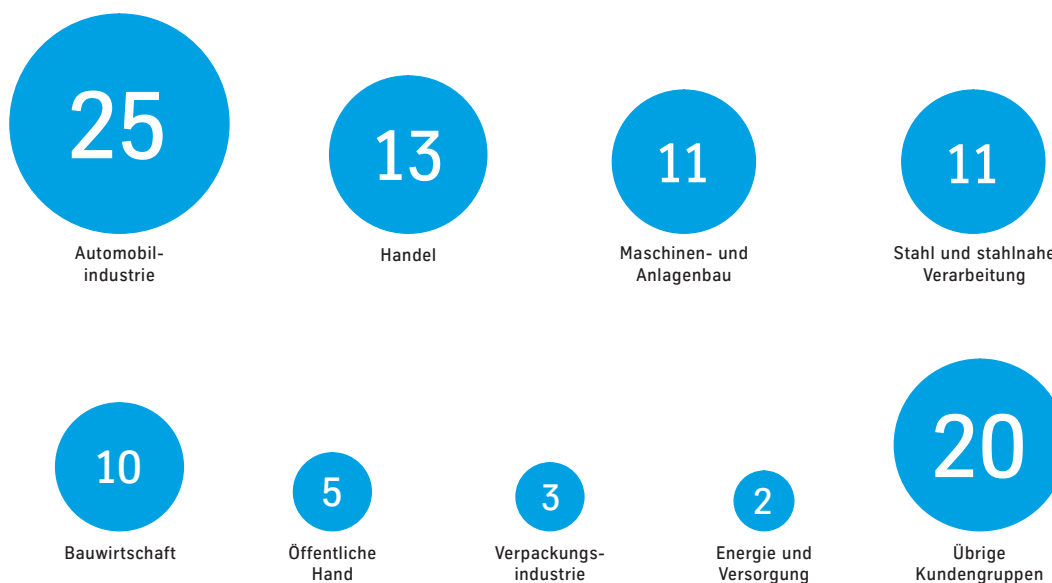 25
Automobil-
industrie
13
Handel
11
Maschinen- und
Anlagenbau
11
Stahl und stahlnahe
Verarbeitung
10
Bauwirtschaft
5
Öffentliche
Hand
3
Verpackungs-
industrie
2
Energie und
Versorgung
20
Übrige
Kundengruppen